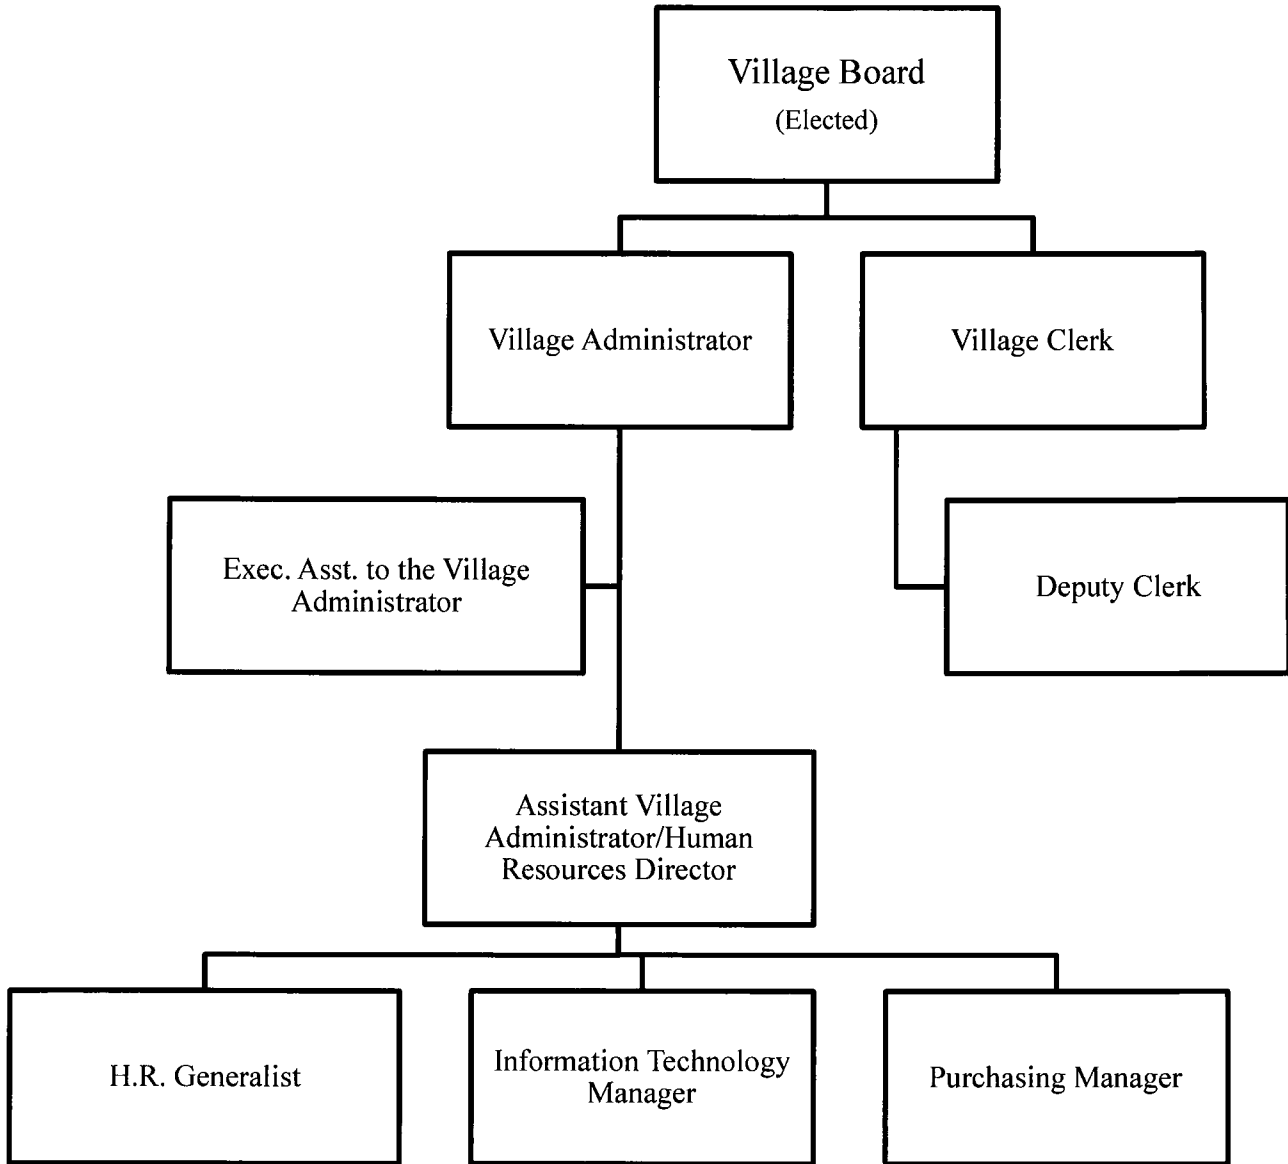 Village Board
(Elected)
Village Administrator
Village Clerk
Exec. Asst. to the Village
Administrator
Deputy Clerk
Assistant Village
Administrator/Human
Resources Director
H.R. Generalist
Information Technology
Manager
Purchasing Manager